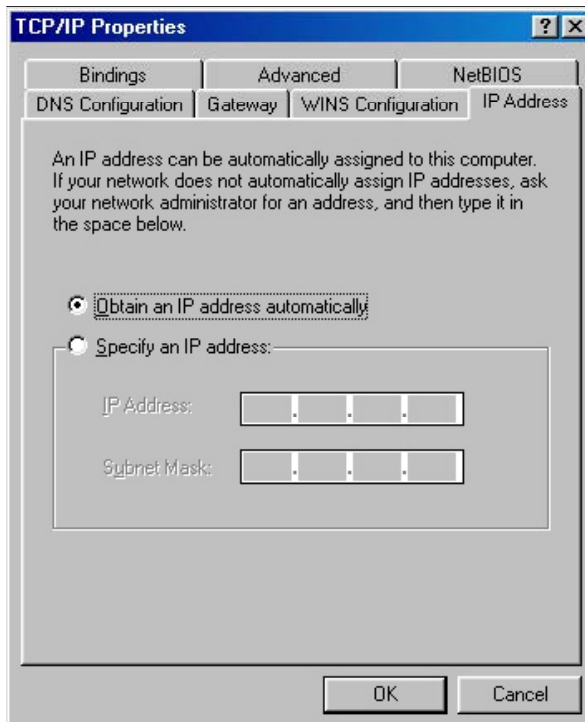 TCP/IP Properties
? X
Bindings Advanced NetBIOS
DNS Configuration Gateway WINS Configuration IP Address
An IP address can be automatically assigned to this computer.
If your network does not automatically assign IP addresses, ask
your network administrator for an address, and then type it in
the space below.
Obtain an IP address automatically
Specify an IP address:
IP Address:
. . .
Subnet Mask:
. . .
OK Cancel